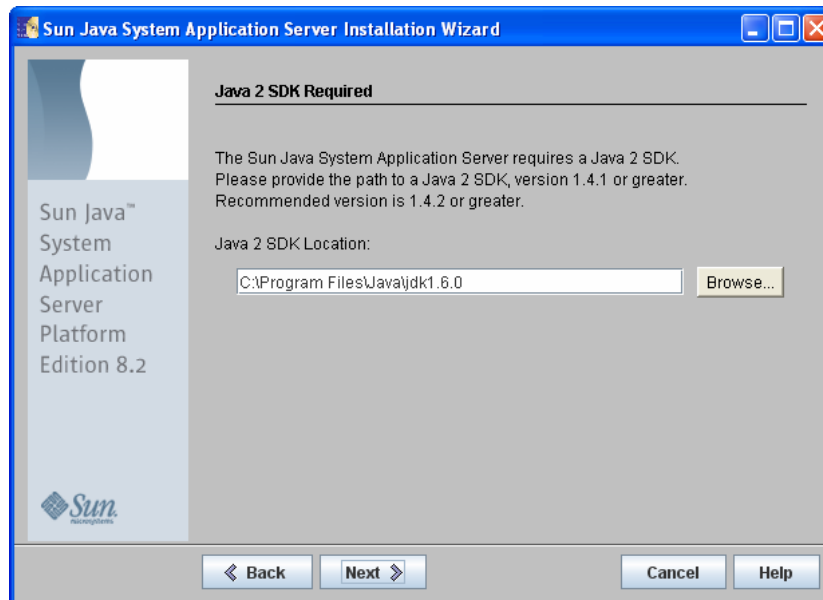 Sun Java System Application Server Installation Wizard
Java 2 SDK Required
The Sun Java System Application Server requires a Java 2 SDK.
Please provide the path to a Java 2 SDK, version 1.4.1 or greater.
Recommended version is 1.4.2 or greater.
Java 2 SDK Location:
C:\Program Files\Java\jdk1.6.0
Browse...
Sun Java™
System
Application
Server
Platform
Edition 8.2
Sun
microsystems
Back
Next
Cancel
Help